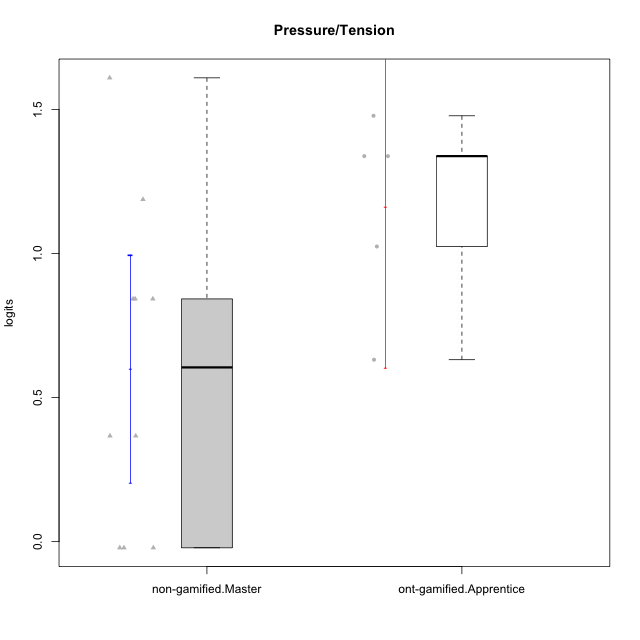 Pressure/Tension
logits
1.5
1.0
0.5
0.0
non-gamified.Master
ont-gamified.Apprentice